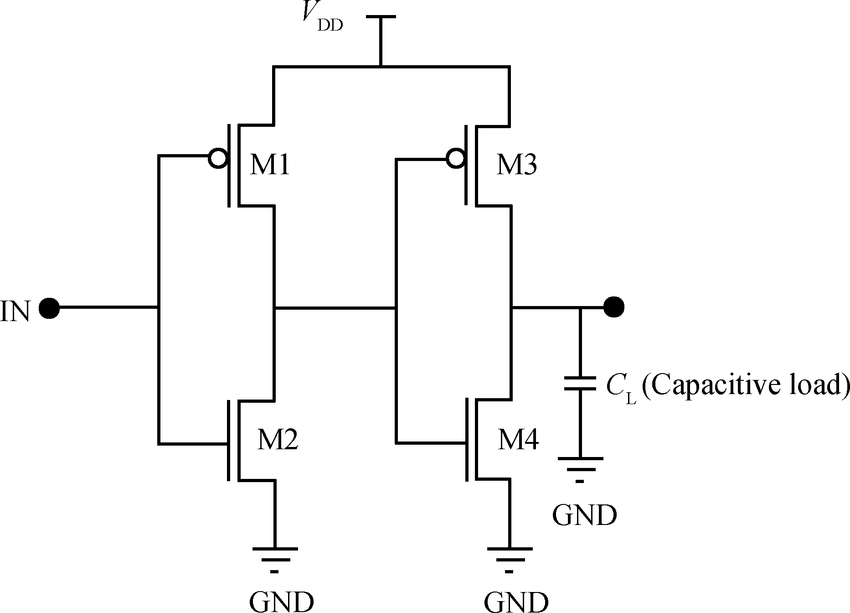 VDD
M1
M3
IN
CL (Capacitive load)
M2
M4
GND
GND
GND